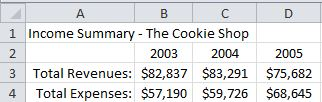 A B C D
1 Income Summary - The Cookie Shop
2 2003 2004 2005
3 Total Revenues: $82,837 $83,291 $75,682
4 Total Expenses: $57,190 $59,726 $68,645